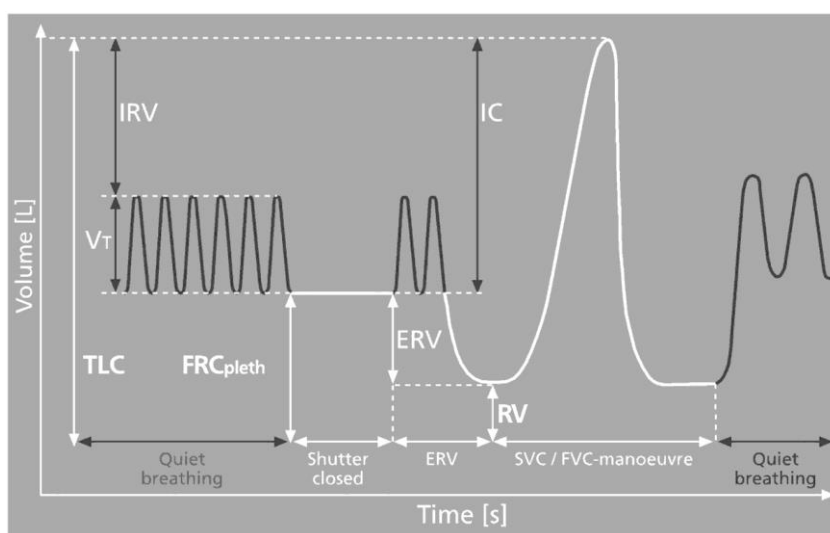 IRV
IC
VT
Volume [L]
ERV
TLC
FRCpleth
RV
Quiet
breathing
Shutter
closed
ERV
SVC / FVC-manoeuvre
Quiet
breathing
Time [s]